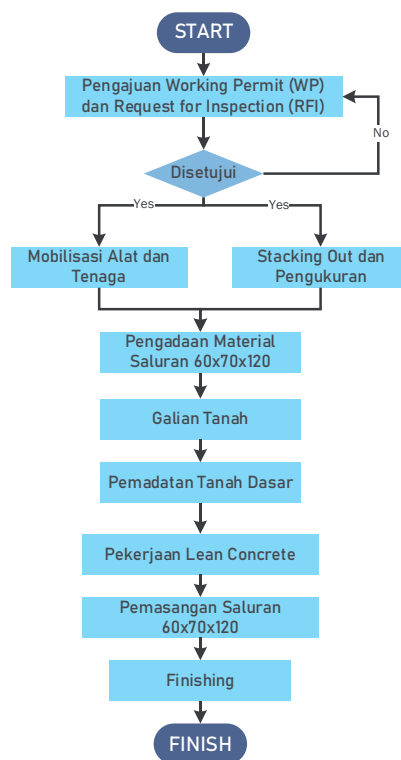 START
Pengajuan Working Permit (WP)
dan Request for Inspection (RFI)
No
Disetujui
Yes
Yes
Mobilisasi Alat dan
Tenaga
Stacking Out dan
Pengukuran
Pengadaan Material
Saluran 60x70x120
Galian Tanah
Pemadatan Tanah Dasar
Pekerjaan Lean Concrete
Pemasangan Saluran
60x70x120
Finishing
FINISH